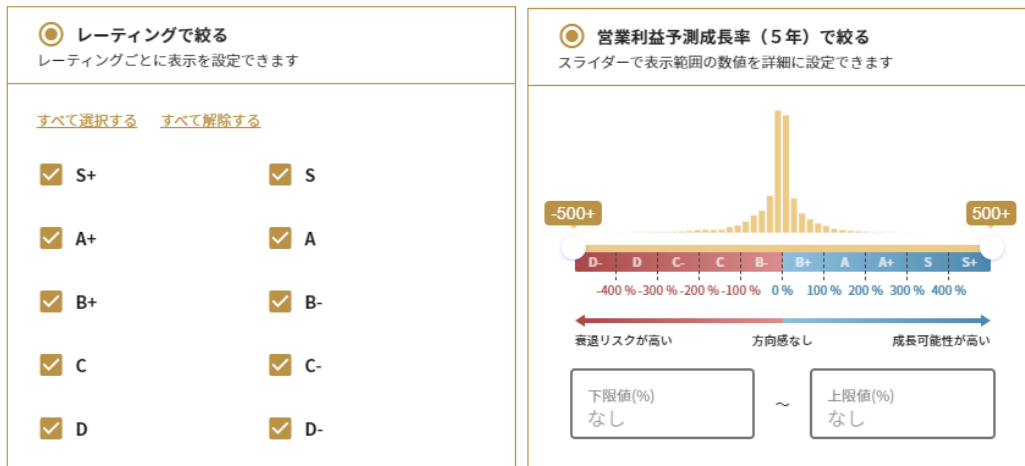 レーティングで絞る
レーティングごとに表示を設定できます
すべて選択する すべて解除する
S+ S
A+ A
B+ B-
C C-
D D-
営業利益予測成長率（５年）で絞る
スライダーで表示範囲の数値を詳細に設定できます
-500+ 500+
D- D C- C B- B+ A A+ S S+
-400 % -300 % -200 % -100 % 0 % 100 % 200 % 300 % 400 %
衰退リスクが高い 方向感なし 成長可能性が高い
下限値(%) 上限値(%)
なし ～ なし